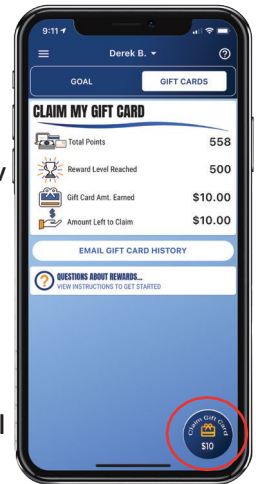 9:11
Derek B.
?
GOAL
GIFT CARDS
CLAIM MY GIFT CARD
Total Points 558
Reward Level Reached 500
Gift Card Amt. Earned $10.00
Amount Left to Claim $10.00
EMAIL GIFT CARD HISTORY
? QUESTIONS ABOUT REWARDS...
VIEW INSTRUCTIONS TO GET STARTED
Claim Gift Card
$10